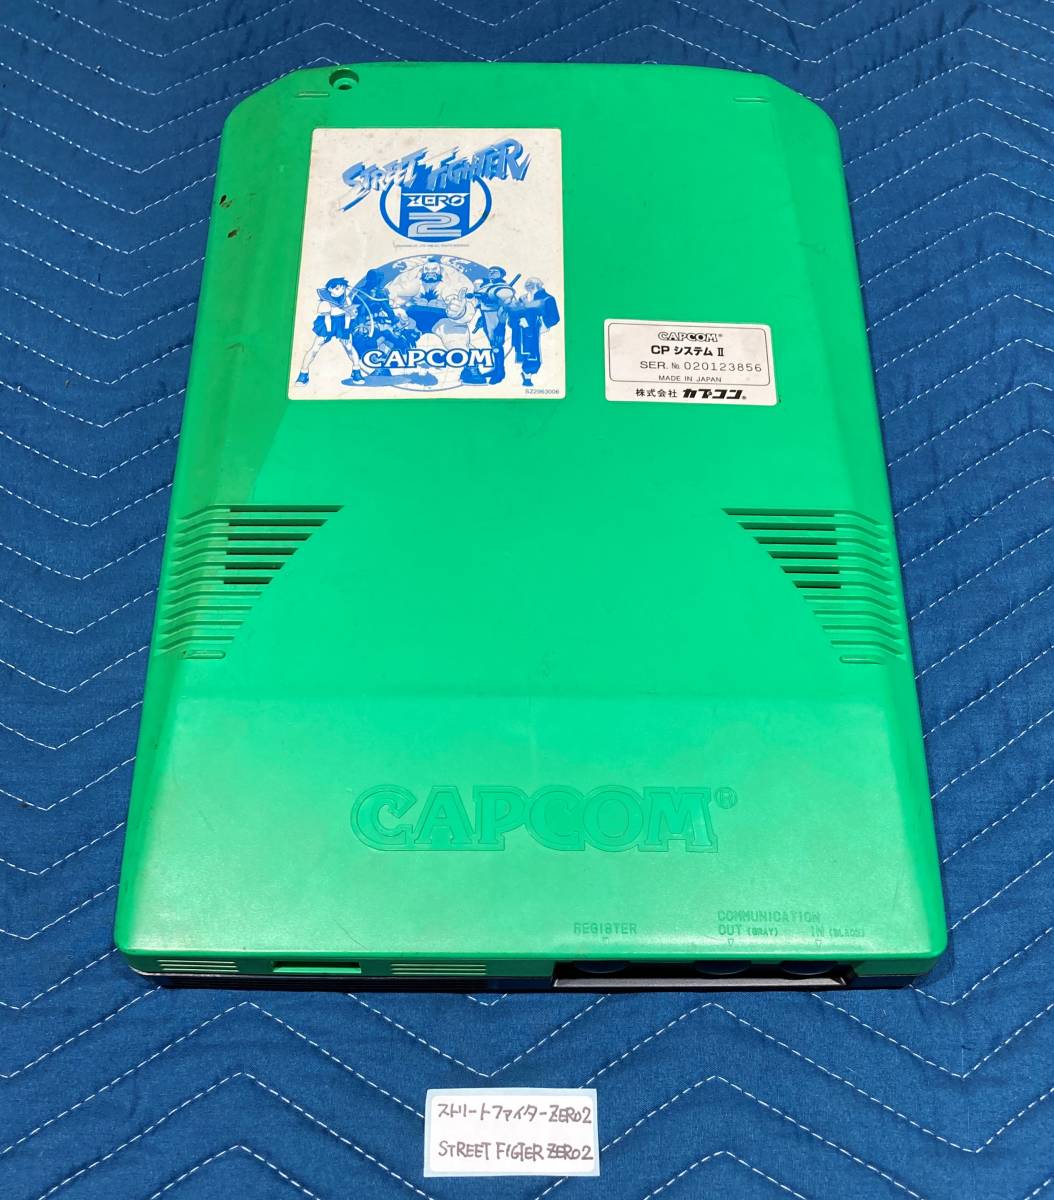 STREET FIGHTER
ZERO
2
CAPCOM
SZ2963006
CAPCOM®
CP システム II
SER. № 020123856
MADE IN JAPAN
株式会社 カプコン®
CAPCOM®
REGISTER
COMMUNICATION
OUT (GRAY) IN (BLACK)
ストリートファイターZERO2
STREET FIGTER ZERO2